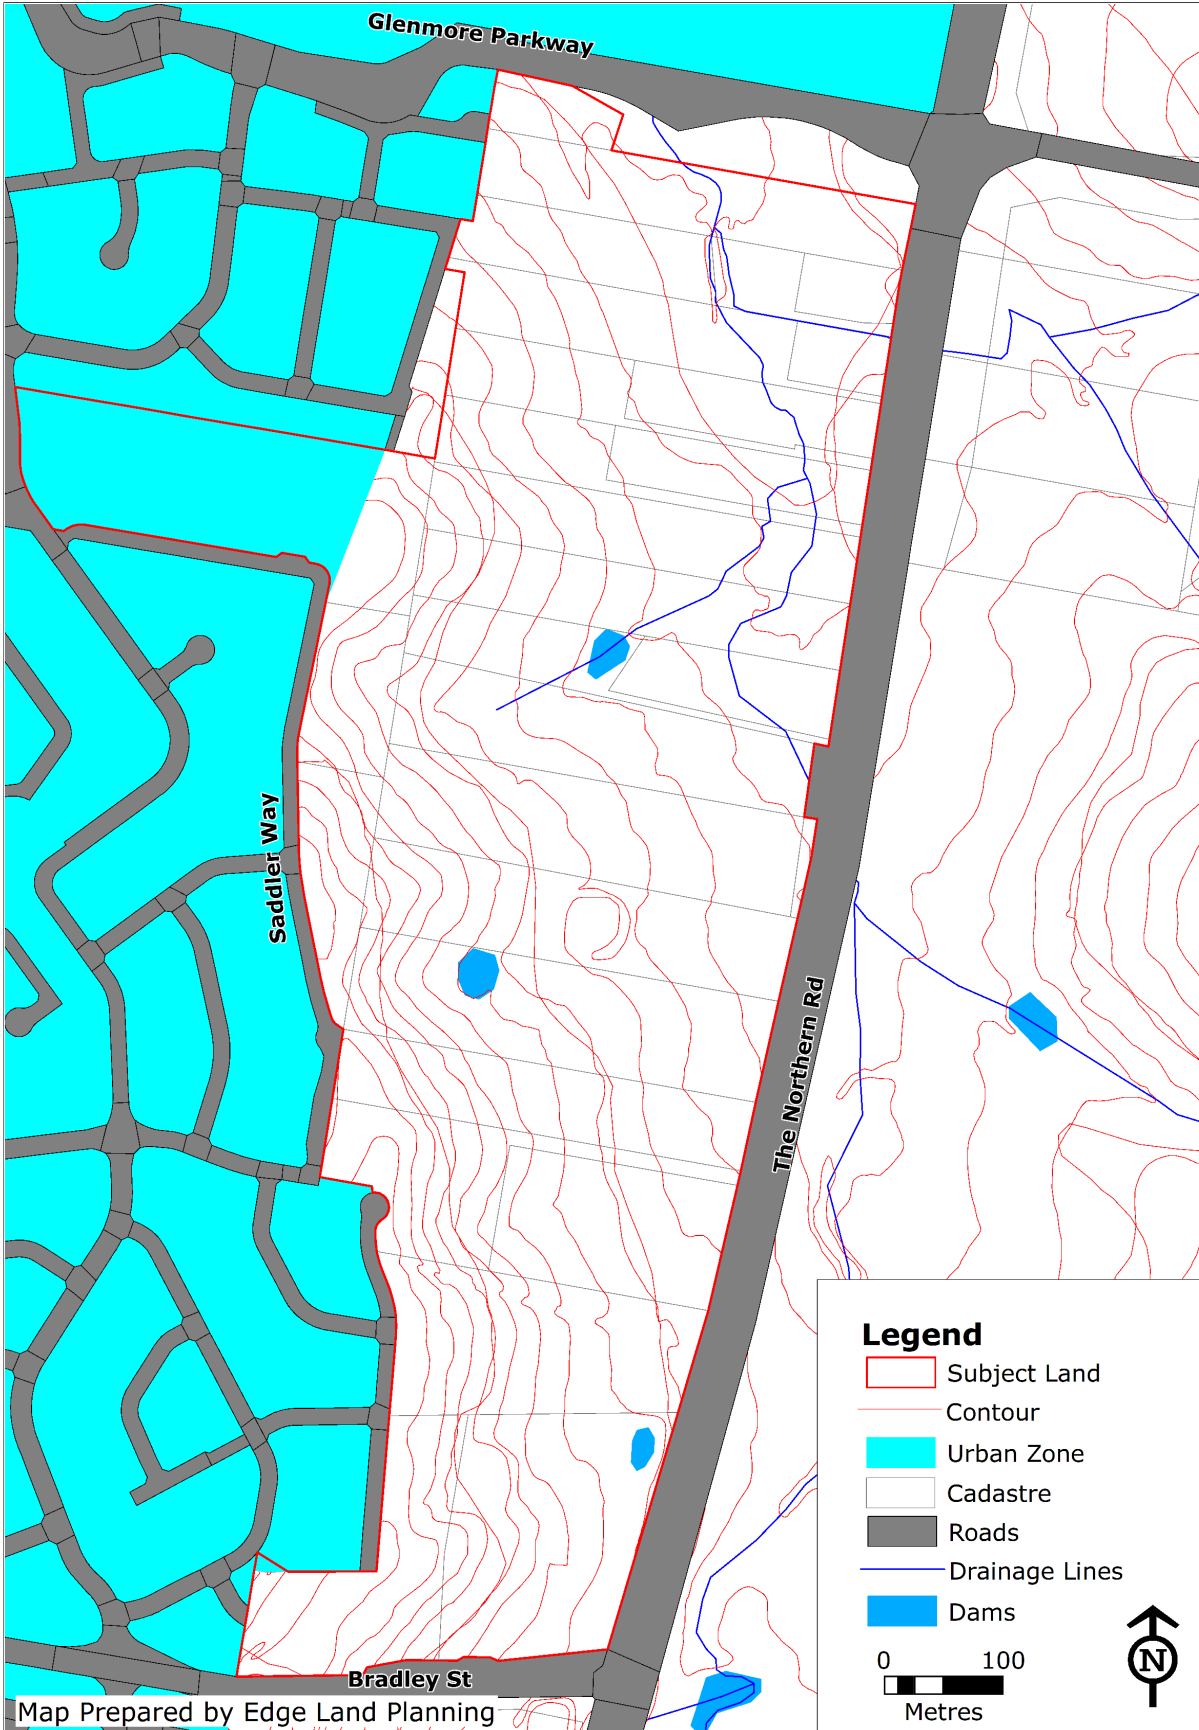 Glenmore Parkway
Saddler Way
The Northern Rd
Legend
Subject Land
Contour
Urban Zone
Cadastre
Roads
Drainage Lines
Dams
0 100
Metres
N
Bradley St
Map Prepared by Edge Land Planning